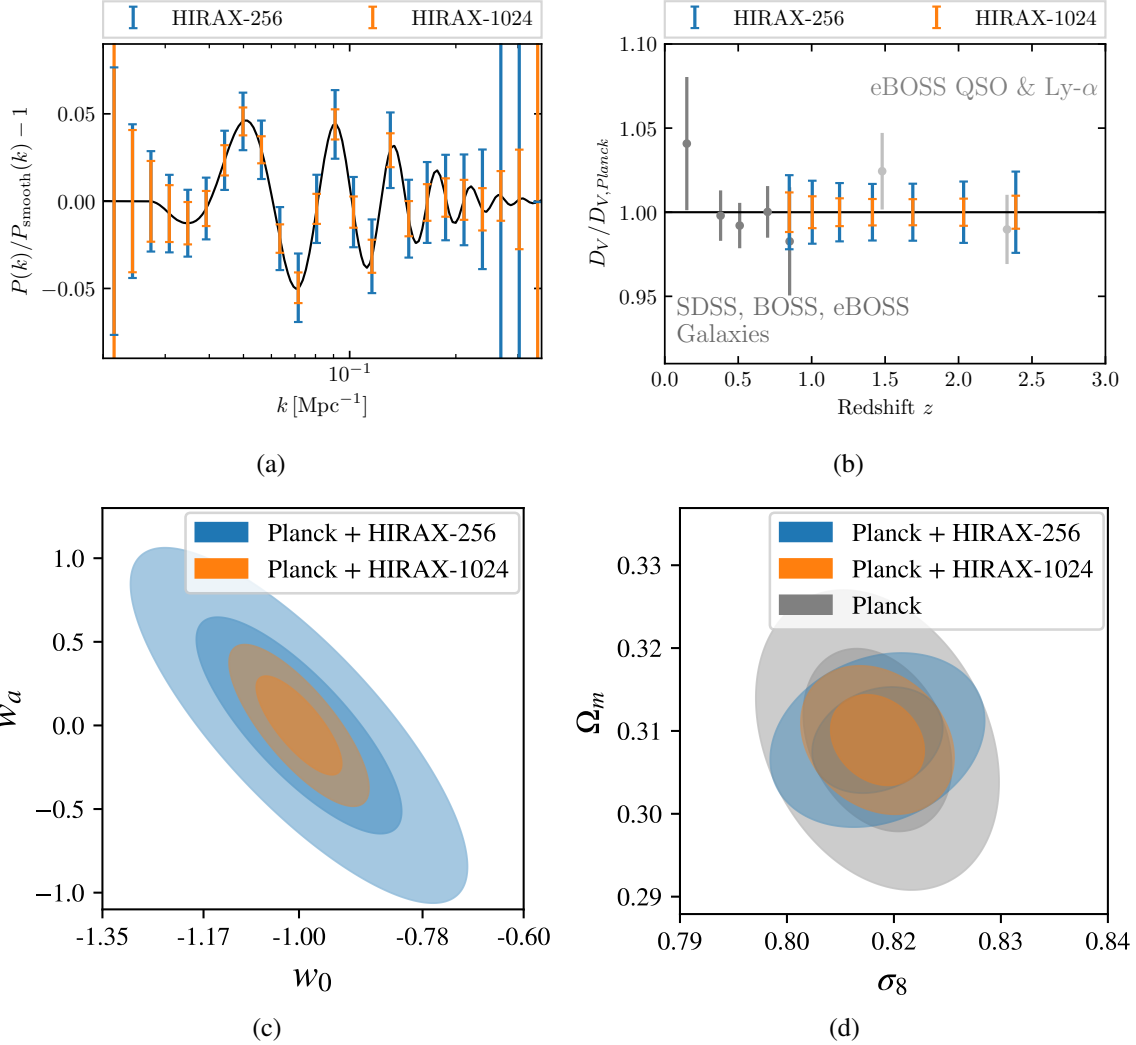 HIRAX-256 HIRAX-1024
0.05
0.00
−0.05
P(k)/P_smooth(k) − 1
10⁻¹
k [Mpc⁻¹]
(a)
HIRAX-256 HIRAX-1024
1.10
1.05
1.00
0.95
D_V/D_{V,Planck}
eBOSS QSO & Ly-α
SDSS, BOSS, eBOSS
Galaxies
0.0 0.5 1.0 1.5 2.0 2.5 3.0
Redshift z
(b)
Planck + HIRAX-256
Planck + HIRAX-1024
1.0
0.5
0.0
-0.5
-1.0
w_a
-1.35 -1.17 -1.00 -0.78 -0.60
w₀
(c)
Planck + HIRAX-256
Planck + HIRAX-1024
Planck
0.33
0.32
0.31
0.30
0.29
Ω_m
0.79 0.80 0.82 0.83 0.84
σ₈
(d)